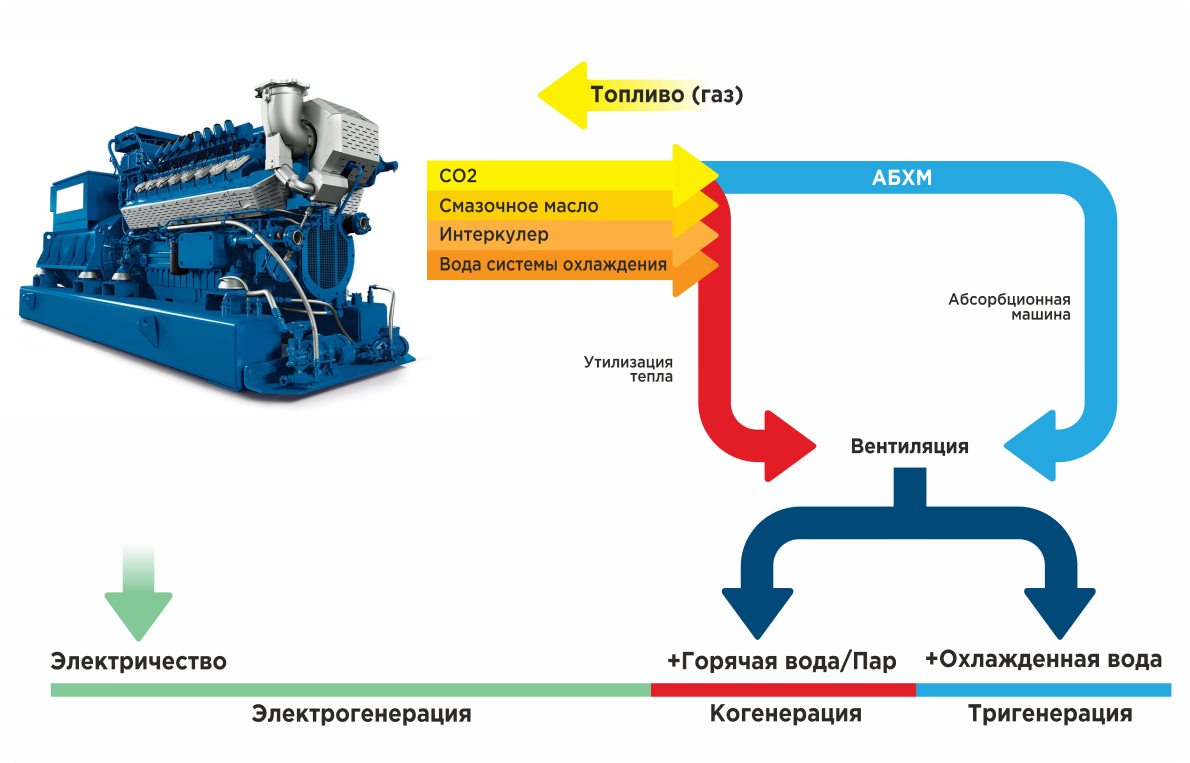 Топливо (газ)
СО2
АБХМ
Смазочное масло
Интеркулер
Вода системы охлаждения
Абсорбционная
машина
Утилизация
тепла
Вентиляция
Электричество
+Горячая вода/Пар
+Охлажденная вода
Электрогенерация
Когенерация
Тригенерация